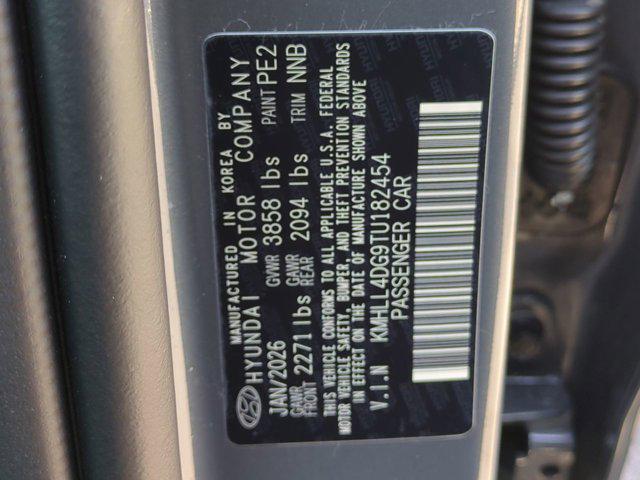 MANUFACTURED IN KOREA BY
HYUNDAI MOTOR COMPANY
JAN/2026 GVWR 3858 lbs PAINT PE2
GAWR FRONT 2271 lbs GAWR REAR 2094 lbs TRIM NNB
THIS VEHICLE CONFORMS TO ALL APPLICABLE U.S.A. FEDERAL
MOTOR VEHICLE SAFETY, BUMPER, AND THEFT PREVENTION STANDARDS
IN EFFECT ON THE DATE OF MANUFACTURE SHOWN ABOVE
V.I.N KMHLL4DG9TU182454
PASSENGER CAR